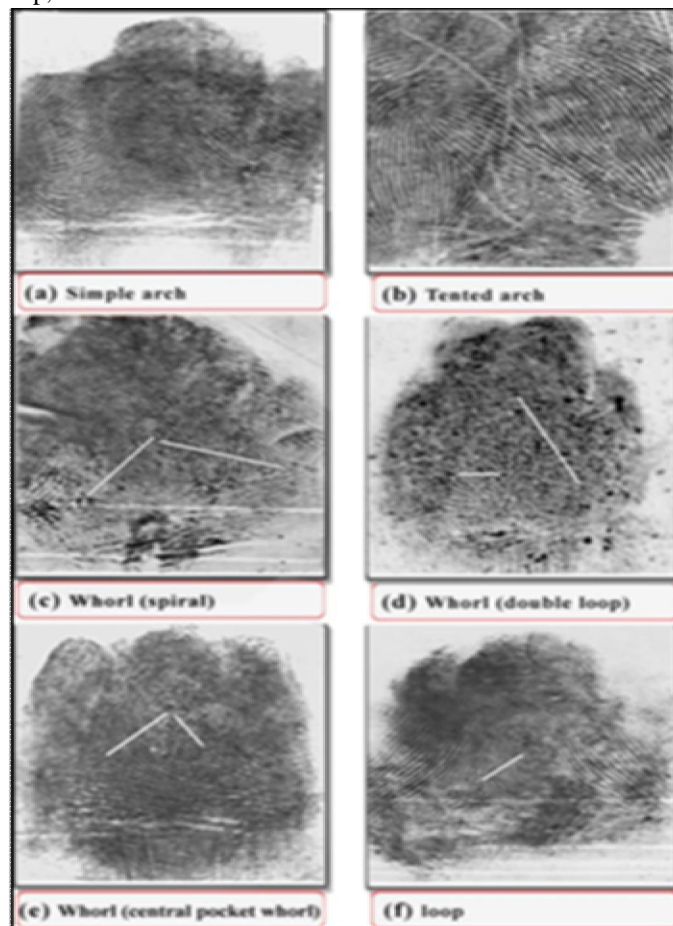 (a) Simple arch
(b) Tented arch
(c) Whorl (spiral)
(d) Whorl (double loop)
(e) Whorl (central pocket whorl)
(f) loop